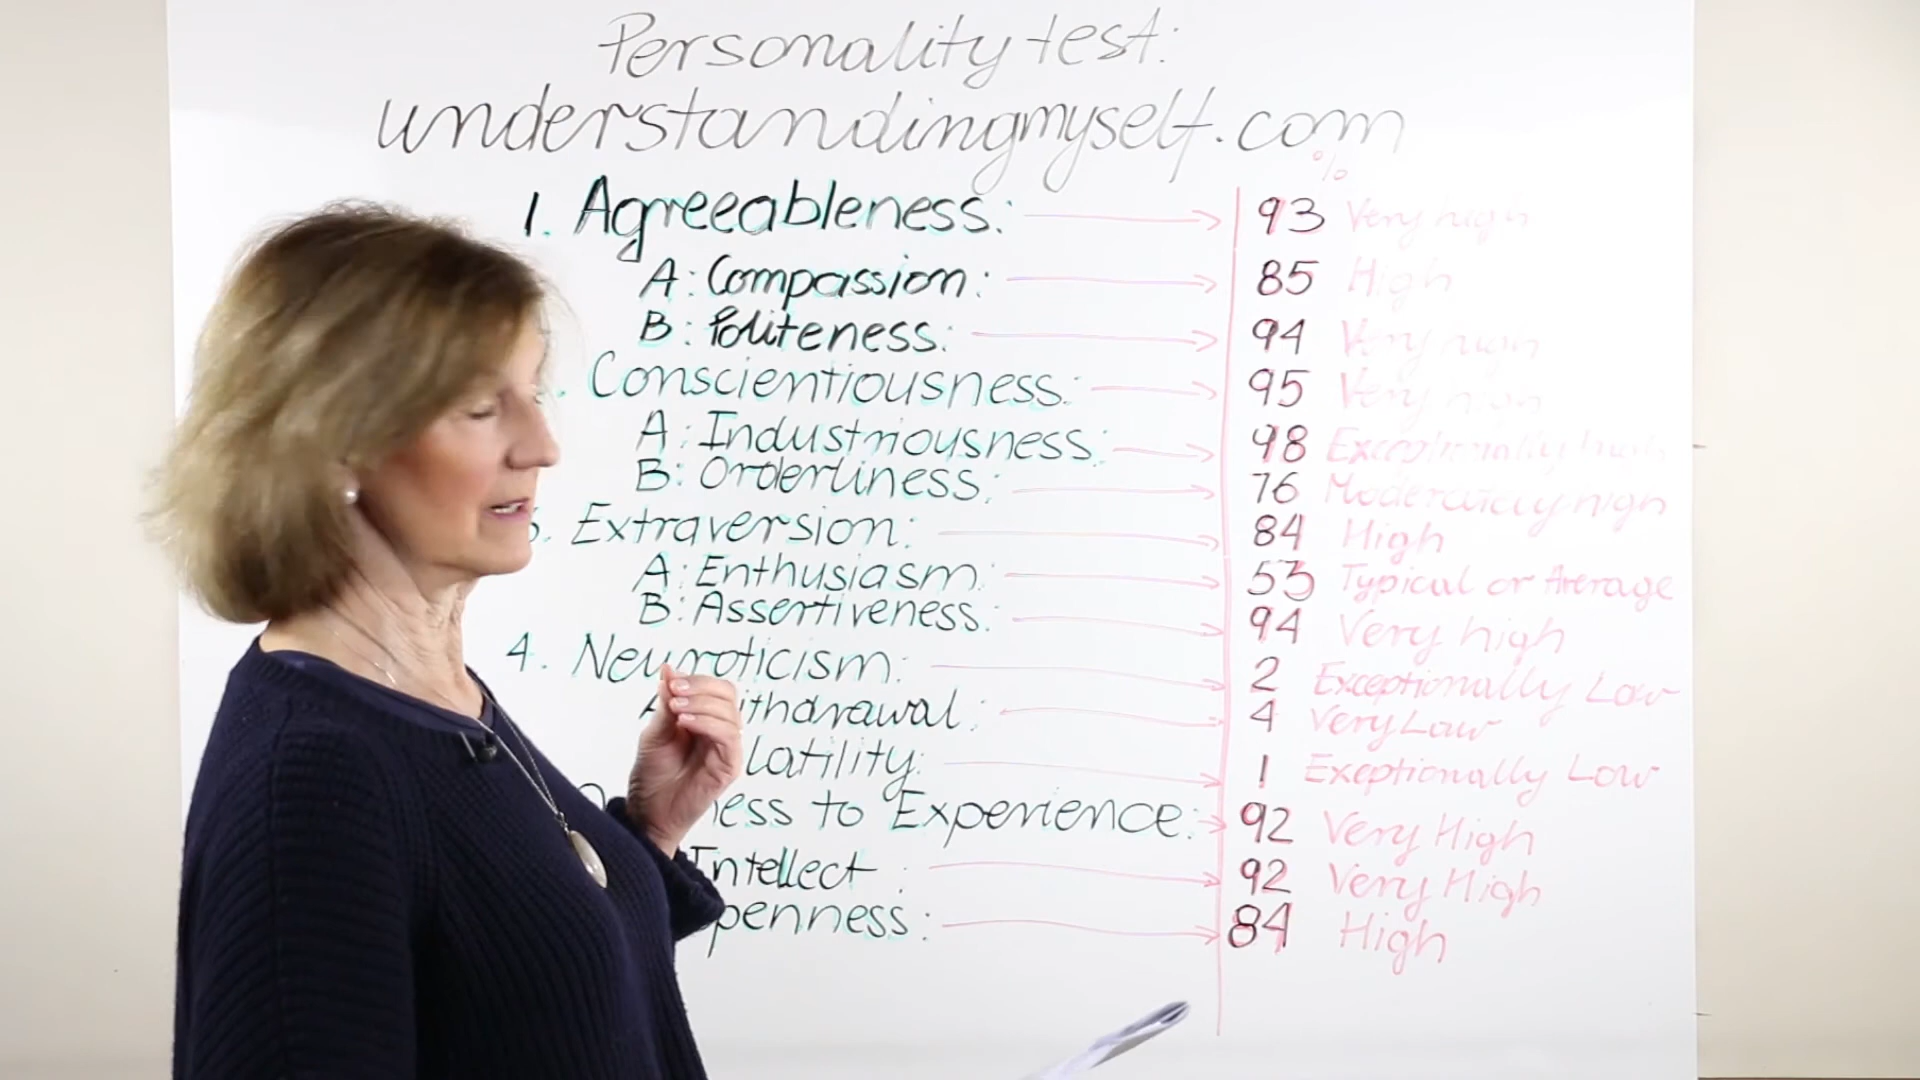 Personality test:
understandingmyself.com
%
1. Agreeableness: 93 Very high
A: Compassion: 85 High
B: Politeness: 94 Very high
. Conscientiousness: 95 Very high
A: Industriousness: 98 Exceptionally high
B: Orderliness: 76 Moderately high
3. Extraversion: 84 High
A: Enthusiasm: 53 Typical or Average
B: Assertiveness: 94 Very high
4. Neuroticism: 2 Exceptionally Low
A ithdrawal: 4 Very Low
latility: 1 Exceptionally Low
ness to Experience: 92 Very High
Intellect: 92 Very High
penness: 84 High